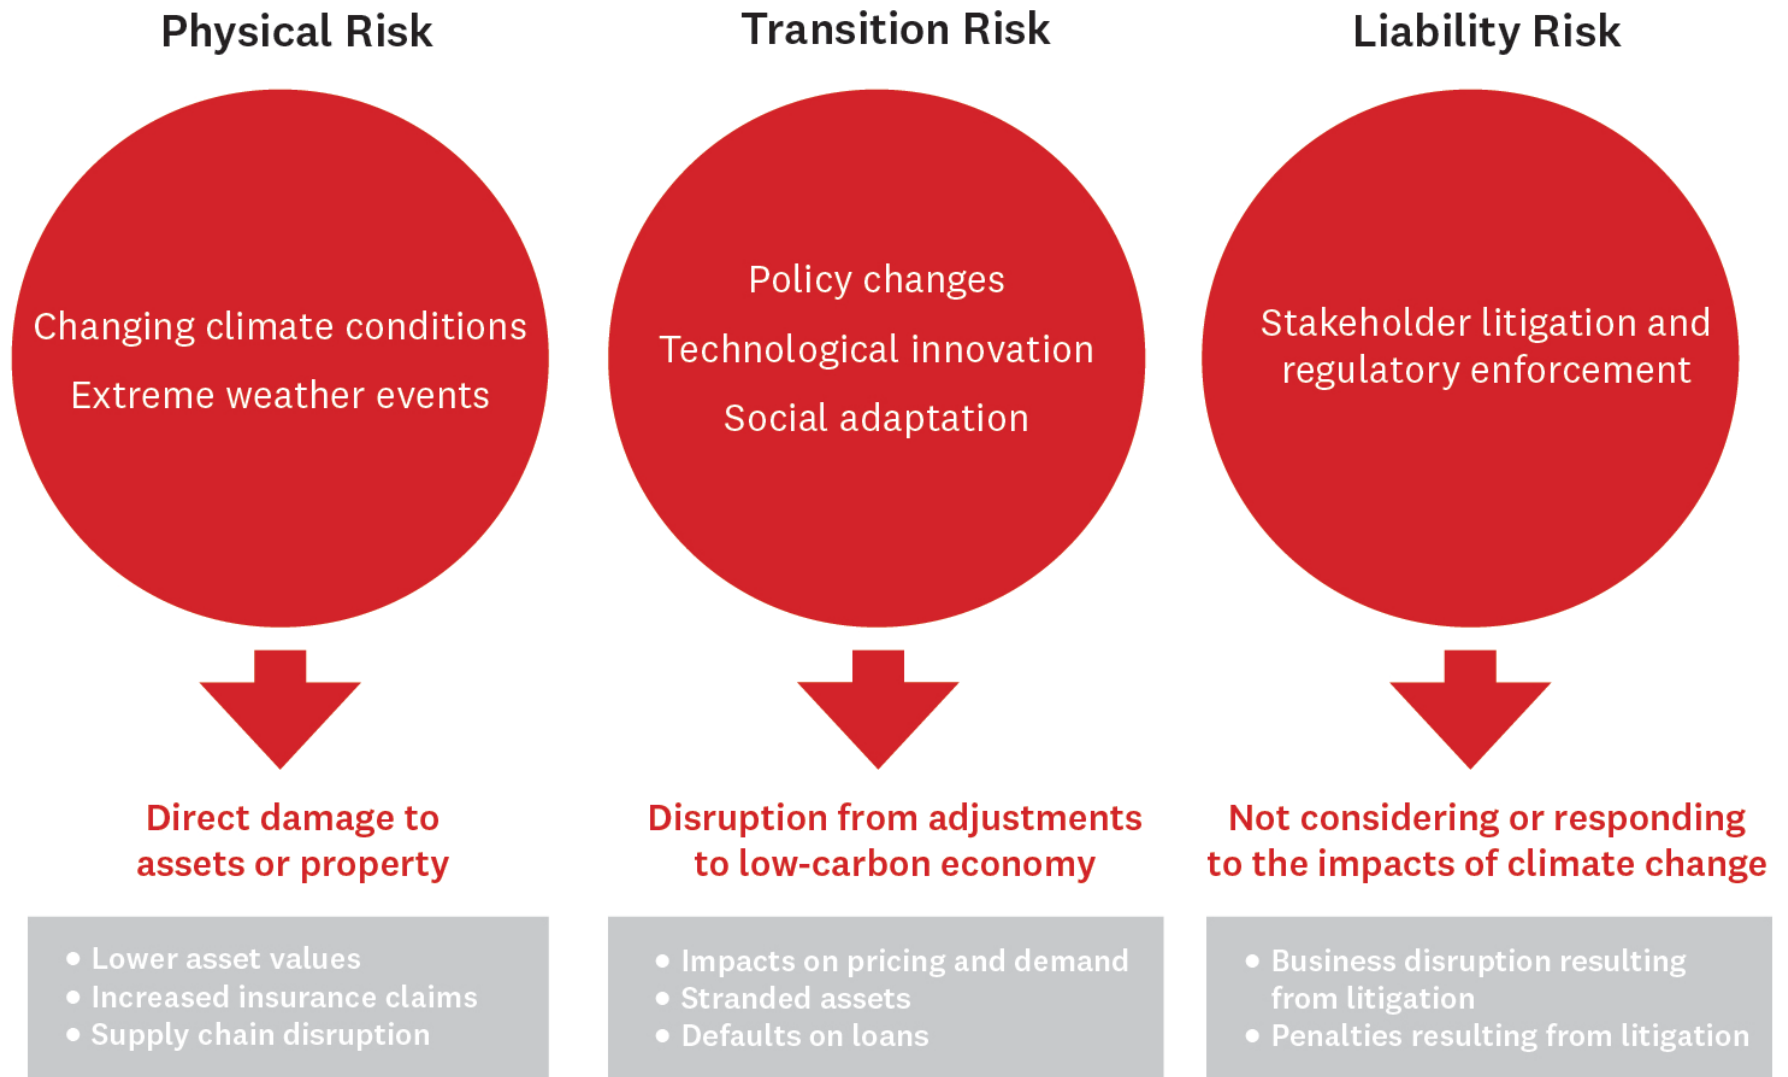 Physical Risk
Changing climate conditions
Extreme weather events
Direct damage to
assets or property
• Lower asset values
• Increased insurance claims
• Supply chain disruption
Transition Risk
Policy changes
Technological innovation
Social adaptation
Disruption from adjustments
to low-carbon economy
• Impacts on pricing and demand
• Stranded assets
• Defaults on loans
Liability Risk
Stakeholder litigation and
regulatory enforcement
Not considering or responding
to the impacts of climate change
• Business disruption resulting
from litigation
• Penalties resulting from litigation